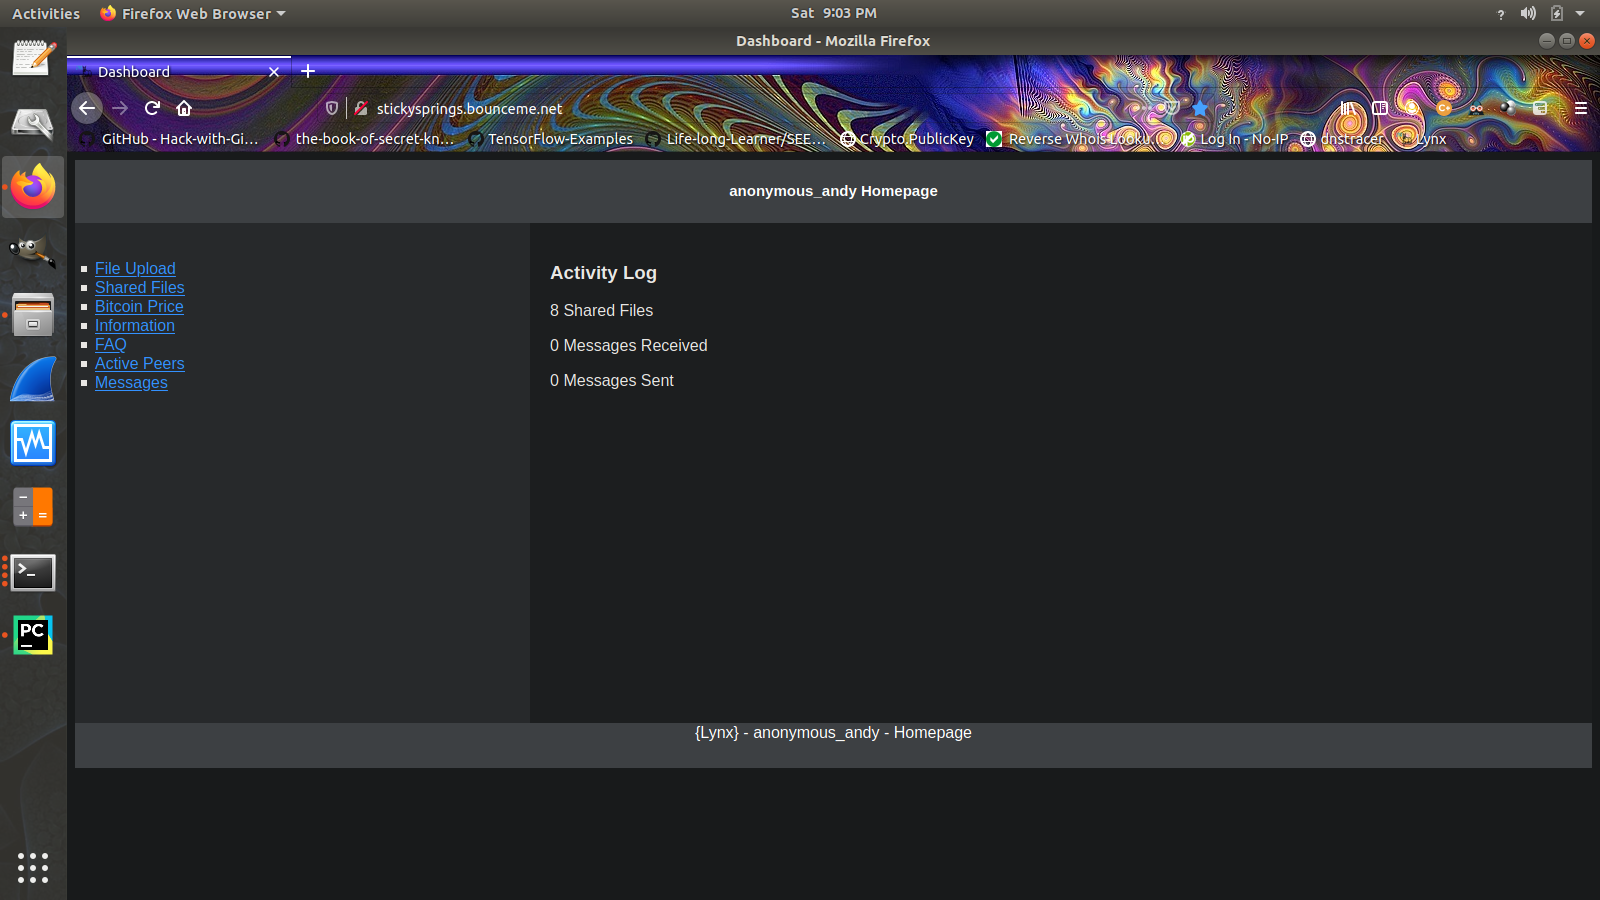 Activities Firefox Web Browser Sat 9:03 PM ?
Dashboard - Mozilla Firefox
Dashboard
stickysprings.bounceme.net
GitHub - Hack-with-Gi… the-book-of-secret-kn… TensorFlow-Examples Life-long-Learner/SEE… Crypto.PublicKey Reverse Whois Looku… Log In - No-IP dnstracer Lynx
anonymous_andy Homepage
File Upload
Shared Files
Bitcoin Price
Information
FAQ
Active Peers
Messages
Activity Log
8 Shared Files
0 Messages Received
0 Messages Sent
{Lynx} - anonymous_andy - Homepage
PC